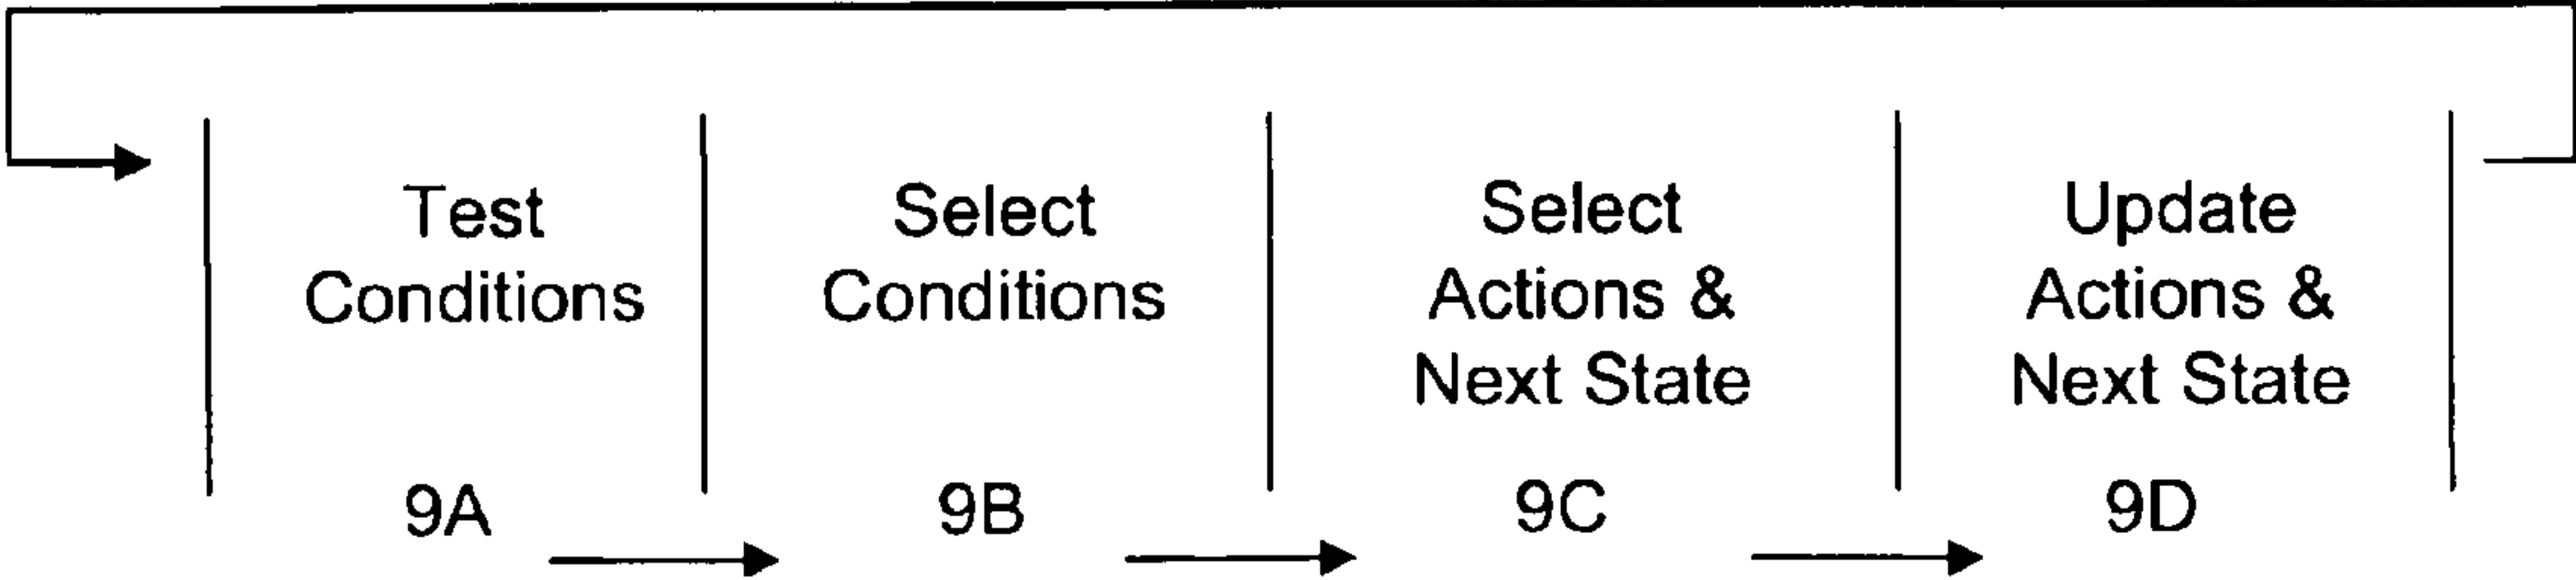 Test
Conditions
9A
Select
Conditions
9B
Select
Actions &
Next State
9C
Update
Actions &
Next State
9D